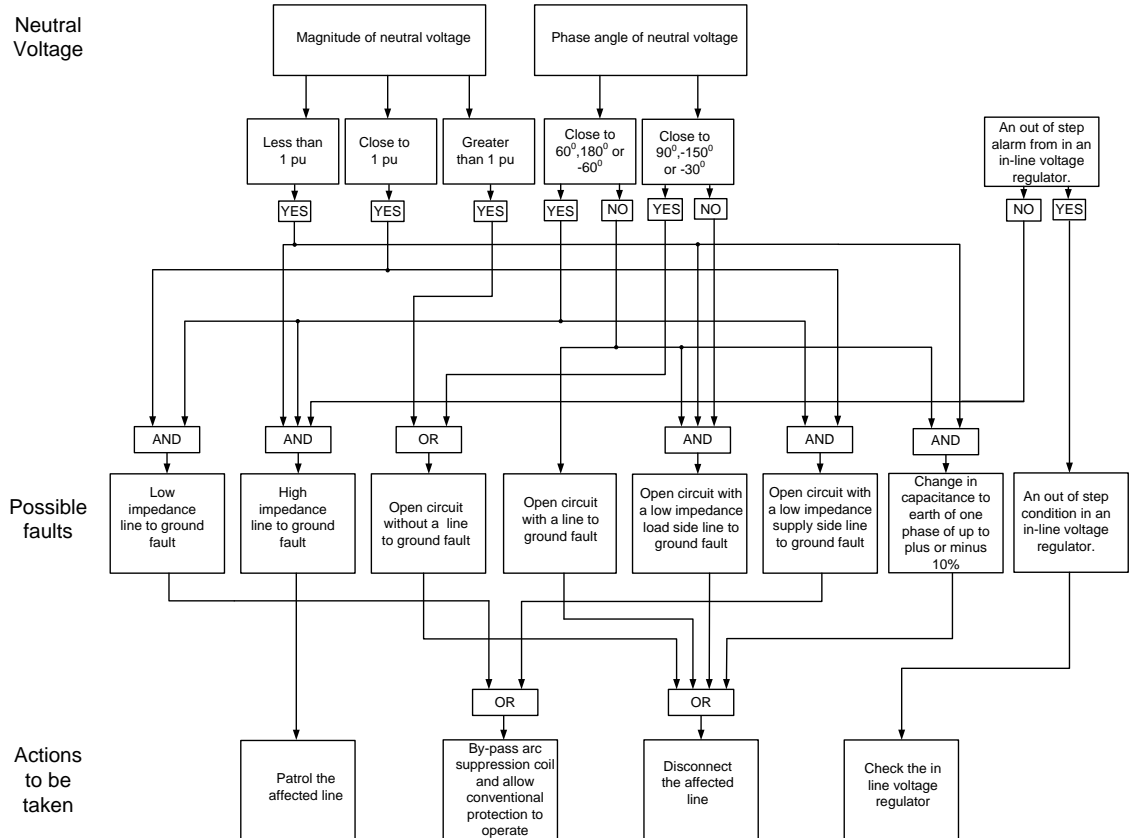 Neutral
Voltage
Magnitude of neutral voltage
Phase angle of neutral voltage
Less than
1 pu
Close to
1 pu
Greater
than 1 pu
Close to
60⁰,180⁰ or
-60⁰
Close to
90⁰,-150⁰
or -30⁰
An out of step
alarm from in an
in-line voltage
regulator.
YES
YES
YES
YES
NO
YES
NO
NO
YES
AND
AND
OR
AND
AND
AND
Possible
faults
Low
impedance
line to ground
fault
High
impedance
line to ground
fault
Open circuit
without a line
to ground fault
Open circuit
with a line to
ground fault
Open circuit with
a low impedance
load side line to
ground fault
Open circuit with
a low impedance
supply side line
to ground fault
Change in
capacitance to
earth of one
phase of up to
plus or minus
10%
An out of step
condition in an
in-line voltage
regulator.
OR
OR
Actions
to be
taken
Patrol the
affected line
By-pass arc
suppression coil
and allow
conventional
protection to
operate
Disconnect
the affected
line
Check the in
line voltage
regulator